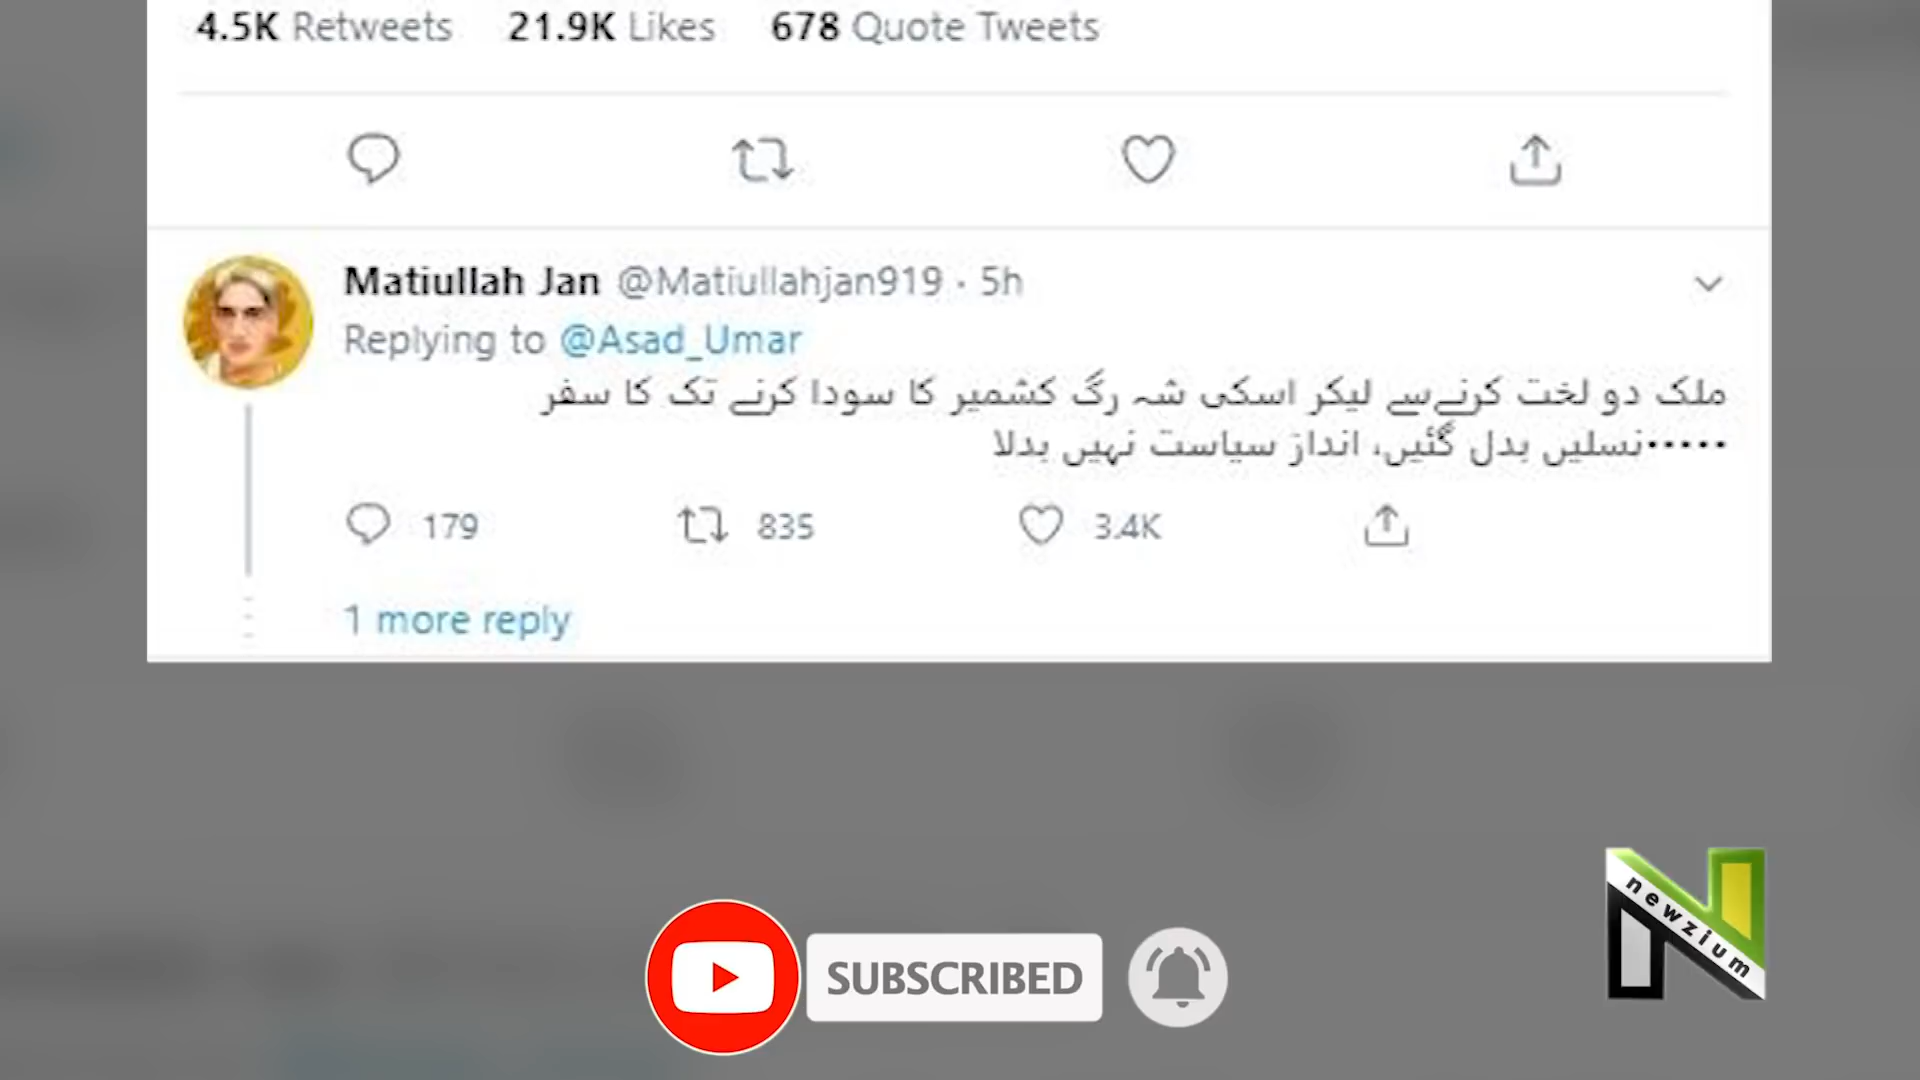 4.5K Retweets 21.9K Likes 678 Quote Tweets
Matiullah Jan @Matiullahjan919 · 5h
Replying to @Asad_Umar
ملک دو لخت کرنےسے لیکر اسکی شہ رگ کشمیر کا سودا کرنے تک کا سفر
•••••نسلیں بدل گئیں، انداز سیاست نہیں بدلا
179 835 3.4K
1 more reply
SUBSCRIBED
newzium